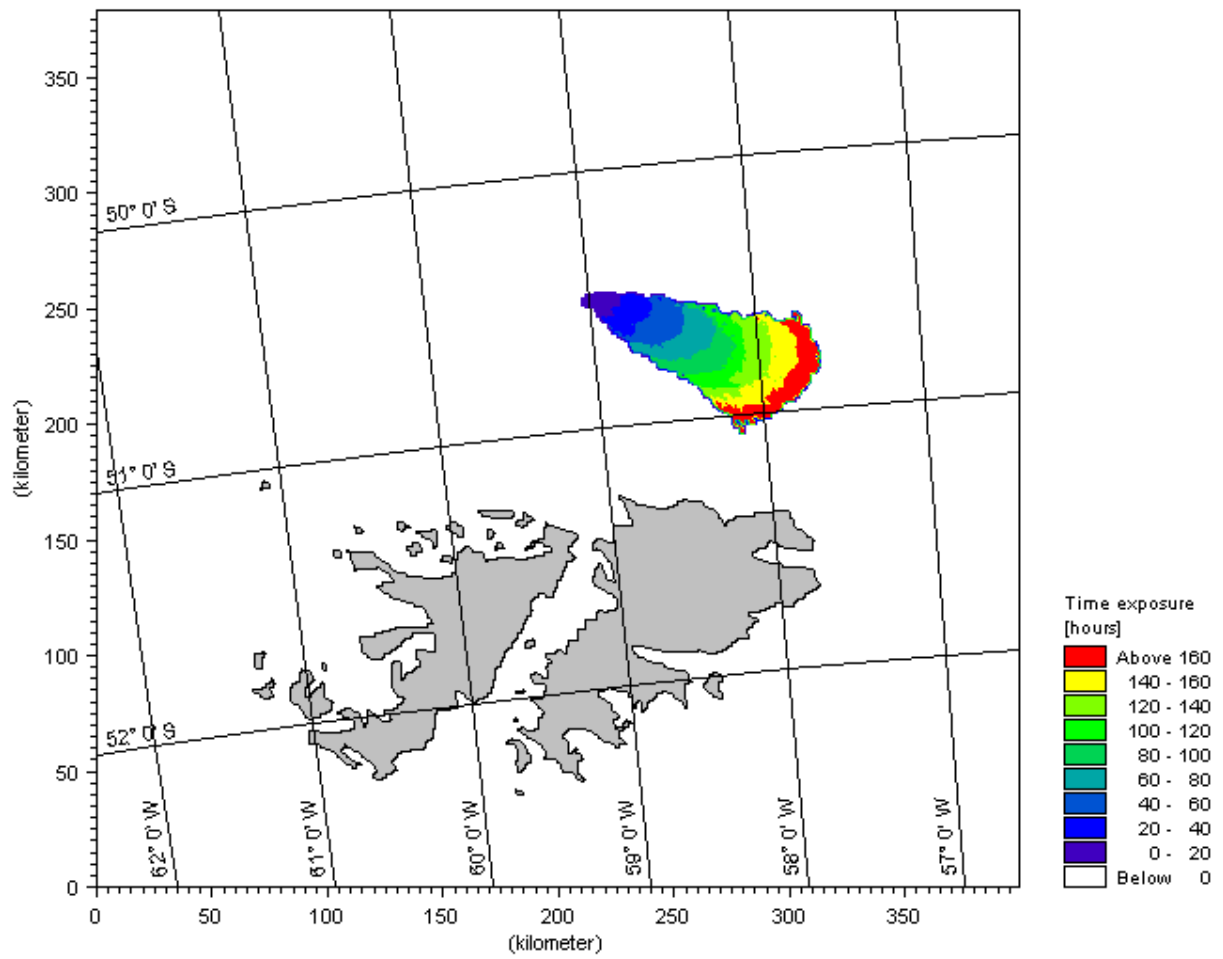 350
300
50° 0' S
250
200
(kilometer)
51° 0' S
150
100
52° 0' S
50
0
62° 0' W
61° 0' W
60° 0' W
59° 0' W
58° 0' W
57° 0' W
0 50 100 150 200 250 300 350
(kilometer)
Time exposure
[hours]
Above 160
140 - 160
120 - 140
100 - 120
80 - 100
60 - 80
40 - 60
20 - 40
0 - 20
Below 0